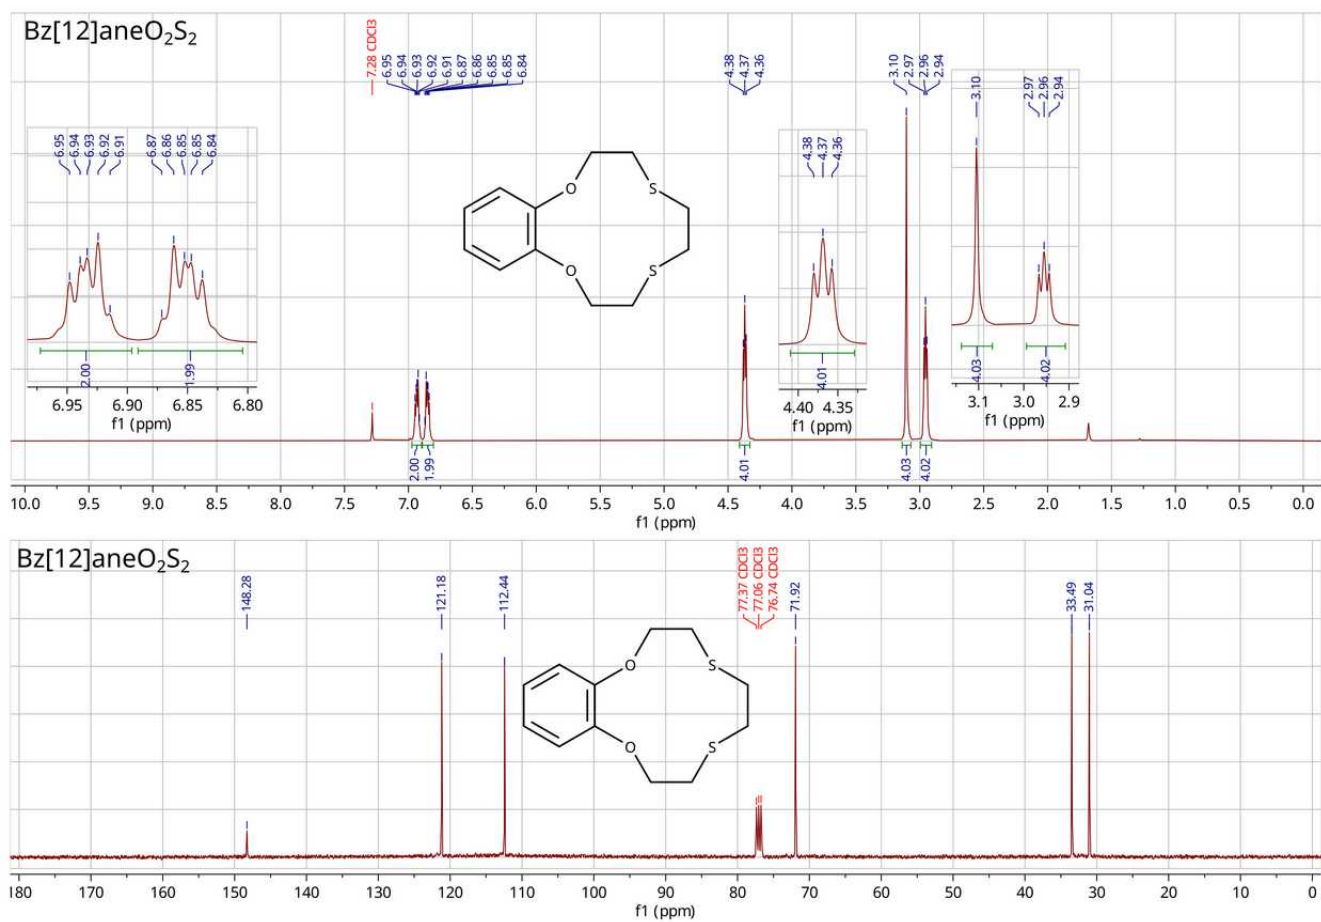 Bz[12]aneO₂S₂
7.28 CDCl3
6.95
6.94
6.93
6.92
6.91
6.87
6.86
6.85
6.85
6.84
4.38
4.37
4.36
3.10
2.97
2.96
2.94
6.95
6.94
6.93
6.92
6.91
6.87
6.86
6.85
6.85
6.84
2.00
1.99
6.95 6.90 6.85 6.80
f1 (ppm)
O S
O S
4.38
4.37
4.36
4.01
4.40 4.35
f1 (ppm)
3.10
2.97
2.96
2.94
4.03
4.02
3.1 3.0 2.9
f1 (ppm)
2.00
1.99
4.01
4.03
4.02
10.0 9.5 9.0 8.5 8.0 7.5 7.0 6.5 6.0 5.5 5.0 4.5 4.0 3.5 3.0 2.5 2.0 1.5 1.0 0.5 0.0
f1 (ppm)
Bz[12]aneO₂S₂
148.28
121.18
112.44
77.37 CDCl3
77.06 CDCl3
76.74 CDCl3
71.92
33.49
31.04
O S
O S
180 170 160 150 140 130 120 110 100 90 80 70 60 50 40 30 20 10 0
f1 (ppm)